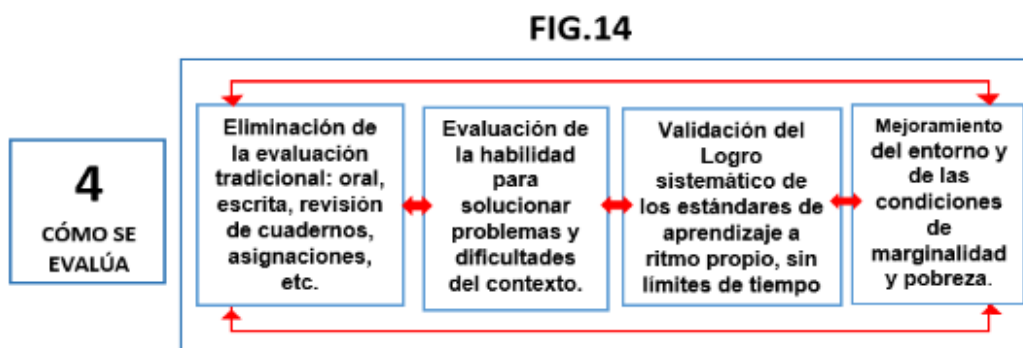 FIG.14
4
CÓMO SE
EVALÚA
Eliminación de
la evaluación
tradicional: oral,
escrita, revisión
de cuadernos,
asignaciones,
etc.
Evaluación de
la habilidad
para
solucionar
problemas y
dificultades
del contexto.
Validación del
Logro
sistemático de
los estándares de
aprendizaje a
ritmo propio, sin
límites de tiempo
Mejoramiento
del entorno y
de las
condiciones
de
marginalidad
y pobreza.